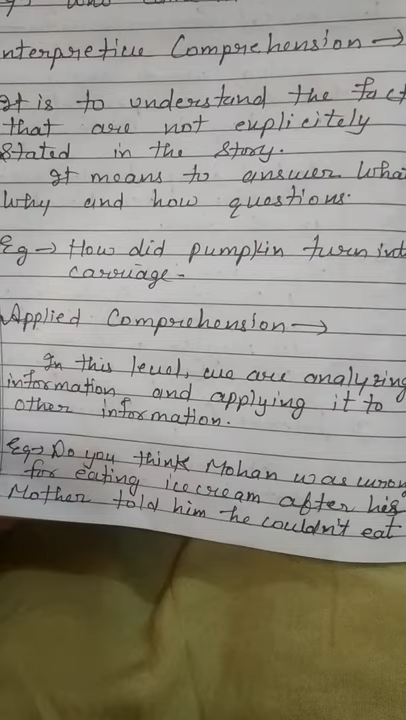 Interpretive Comprehension →
It is to understand the fact
that are not explicitely
stated in the story.
It means to answer What
Why and how questions.
Eg → How did pumpkin turn int
carriage.
Applied Comprehension →
In this level, we are analyzing
information and applying it to
other information.
Eg → Do you think Mohan was wrong
for eating icecream after his
Mother told him he couldn't eat